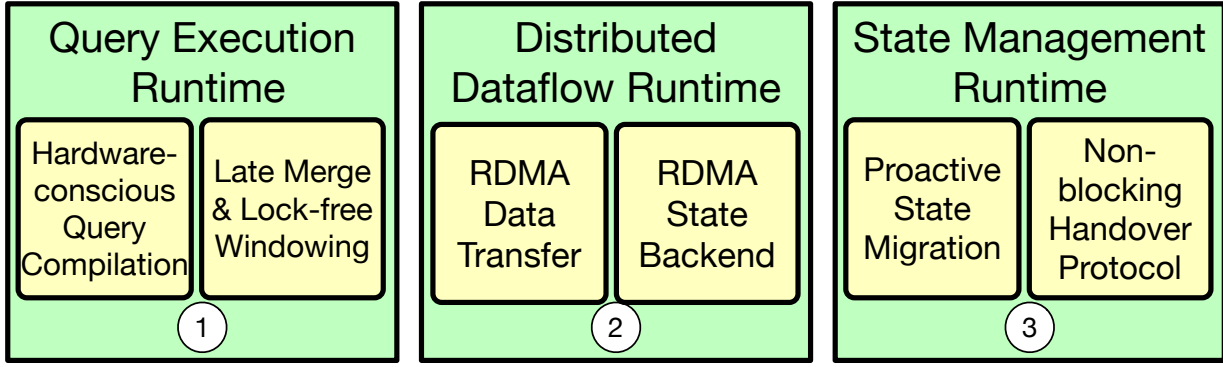 Query Execution
Runtime
Hardware-
conscious
Query
Compilation
Late Merge
& Lock-free
Windowing
1
Distributed
Dataflow Runtime
RDMA
Data
Transfer
RDMA
State
Backend
2
State Management
Runtime
Proactive
State
Migration
Non-
blocking
Handover
Protocol
3